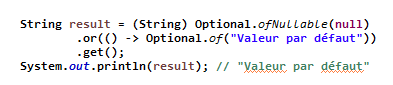 String result = (String) Optional.ofNullable(null)
.or(() -> Optional.of("Valeur par défaut"))
.get();
System.out.println(result); // "Valeur par défaut"